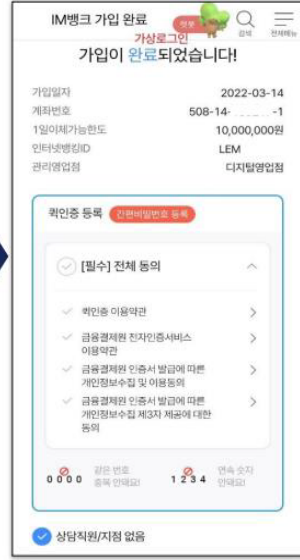 IM뱅크 가입 완료
챗봇
검색
전체메뉴
가상로그인
가입이 완료되었습니다!
가입일자 2022-03-14
계좌번호 508-14- -1
1일이체가능한도 10,000,000원
인터넷뱅킹ID LEM
관리영업점 디지털영업점
퀵인증 등록 간편비밀번호 등록
[필수] 전체 동의
퀵인증 이용약관
금융결제원 전자인증서비스
이용약관
금융결제원 인증서 발급에 따른
개인정보수집 및 이용동의
금융결제원 인증서 발급에 따른
개인정보수집 제3자 제공에 대한
동의
0 0 0 0 같은 번호
중복 안돼요!
1 2 3 4 연속 숫자
안돼요!
상담직원/지점 없음